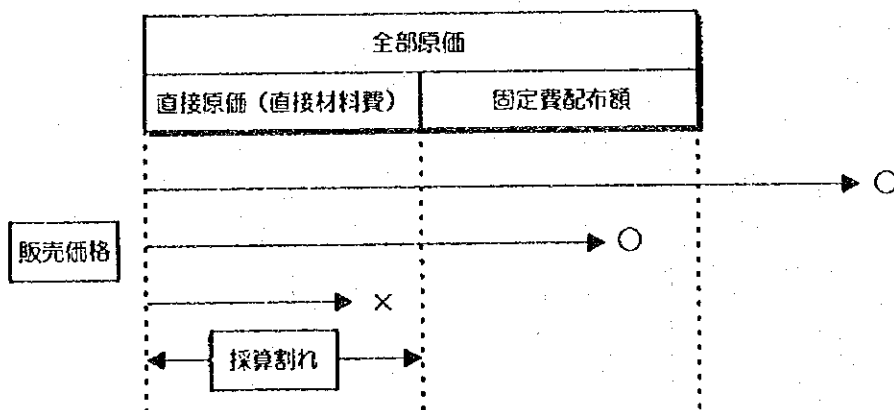 全部原価
直接原価（直接材料費）
固定費配布額
○
販売価格
○
×
採算割れ